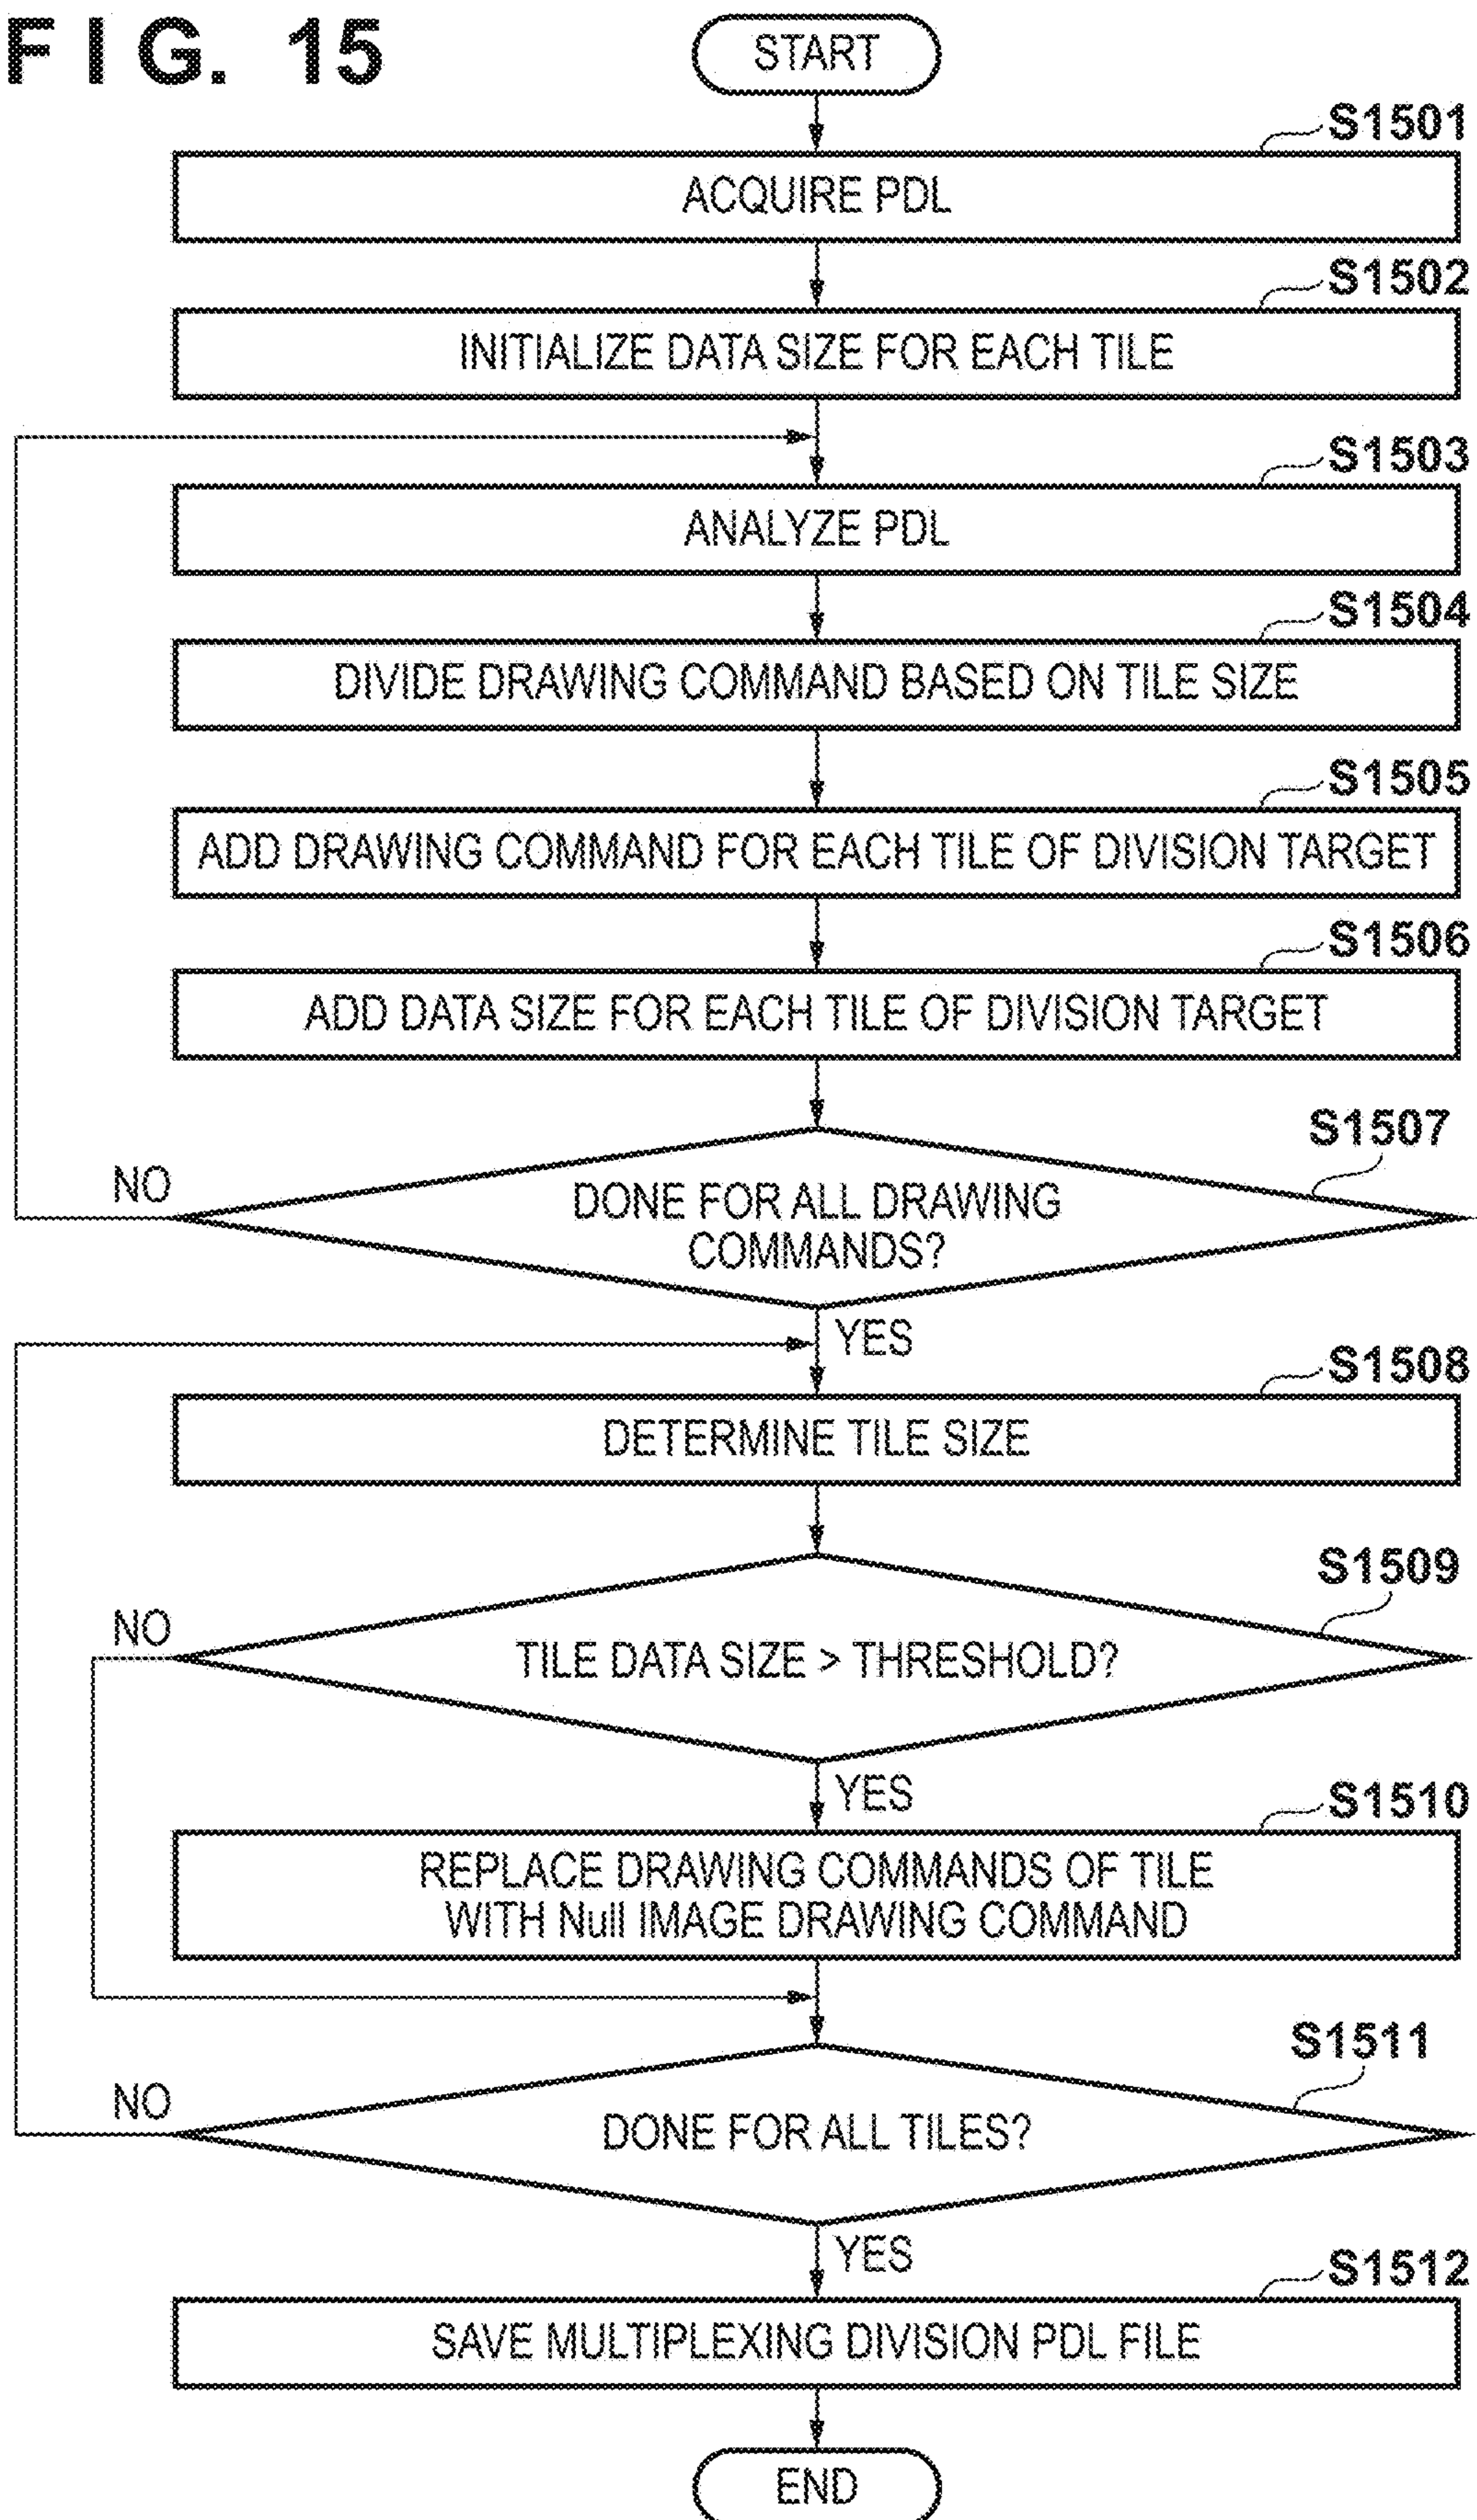 FIG. 15
START
S1501
ACQUIRE PDL
S1502
INITIALIZE DATA SIZE FOR EACH TILE
S1503
ANALYZE PDL
S1504
DIVIDE DRAWING COMMAND BASED ON TILE SIZE
S1505
ADD DRAWING COMMAND FOR EACH TILE OF DIVISION TARGET
S1506
ADD DATA SIZE FOR EACH TILE OF DIVISION TARGET
S1507
NO
DONE FOR ALL DRAWING
COMMANDS?
YES
S1508
DETERMINE TILE SIZE
S1509
NO
TILE DATA SIZE > THRESHOLD?
YES
S1510
REPLACE DRAWING COMMANDS OF TILE
WITH Null IMAGE DRAWING COMMAND
S1511
NO
DONE FOR ALL TILES?
YES
S1512
SAVE MULTIPLEXING DIVISION PDL FILE
END